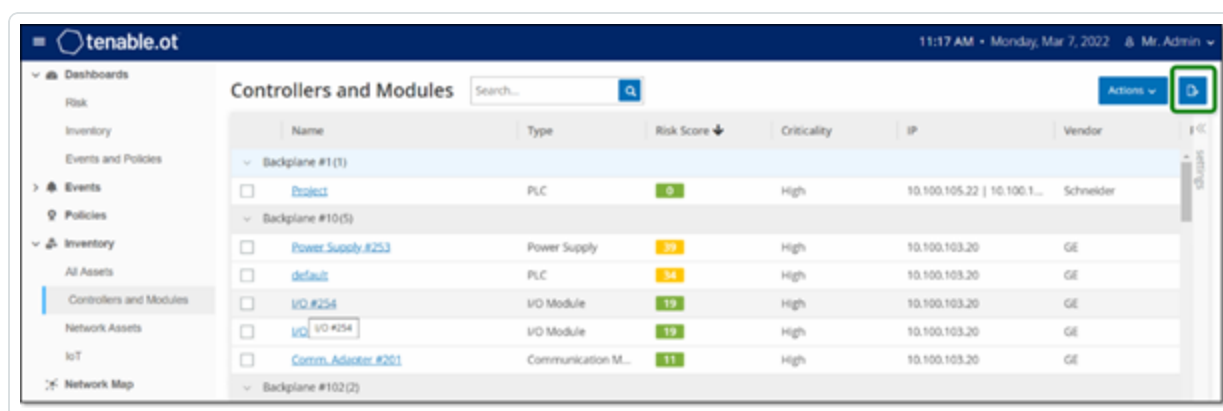 tenable.ot
11:17 AM • Monday, Mar 7, 2022 Mr. Admin
Dashboards
Risk
Inventory
Events and Policies
Events
Policies
Inventory
All Assets
Controllers and Modules
Network Assets
IoT
Network Map
Controllers and Modules Search... Actions
Name Type Risk Score Criticality IP Vendor
Backplane #1(1)
Project PLC 0 High 10.100.105.22 | 10.100.1... Schneider
Backplane #10(5)
Power Supply #253 Power Supply 39 High 10.100.103.20 GE
default PLC 34 High 10.100.103.20 GE
I/O #254 I/O Module 19 High 10.100.103.20 GE
I/O I/O #254 I/O Module 19 High 10.100.103.20 GE
Comm. Adapter #201 Communication M... 11 High 10.100.103.20 GE
Backplane #102(2)
settings